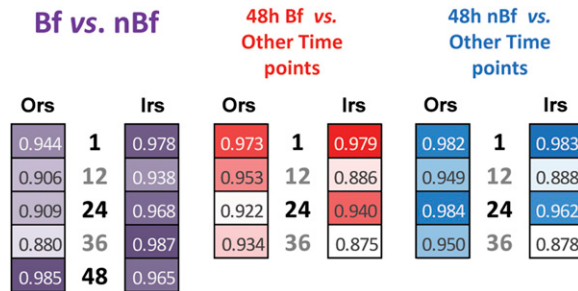 Bf vs. nBf
48h Bf vs.
Other Time
points
48h nBf vs.
Other Time
points
Ors Irs Ors Irs Ors Irs
0.944 1 0.978 0.973 1 0.979 0.982 1 0.983
0.906 12 0.938 0.953 12 0.886 0.949 12 0.888
0.909 24 0.968 0.922 24 0.940 0.984 24 0.962
0.880 36 0.987 0.934 36 0.875 0.950 36 0.878
0.985 48 0.965